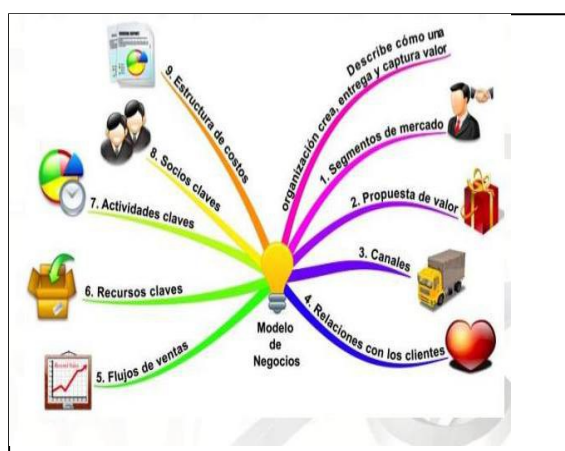 Describe cómo una
organización crea, entrega y captura valor
1. Segmentos de mercado
2. Propuesta de valor
3. Canales
4. Relaciones con los clientes
5. Flujos de ventas
6. Recursos claves
7. Actividades claves
8. Socios claves
9. Estructura de costos
Modelo
de
Negocios